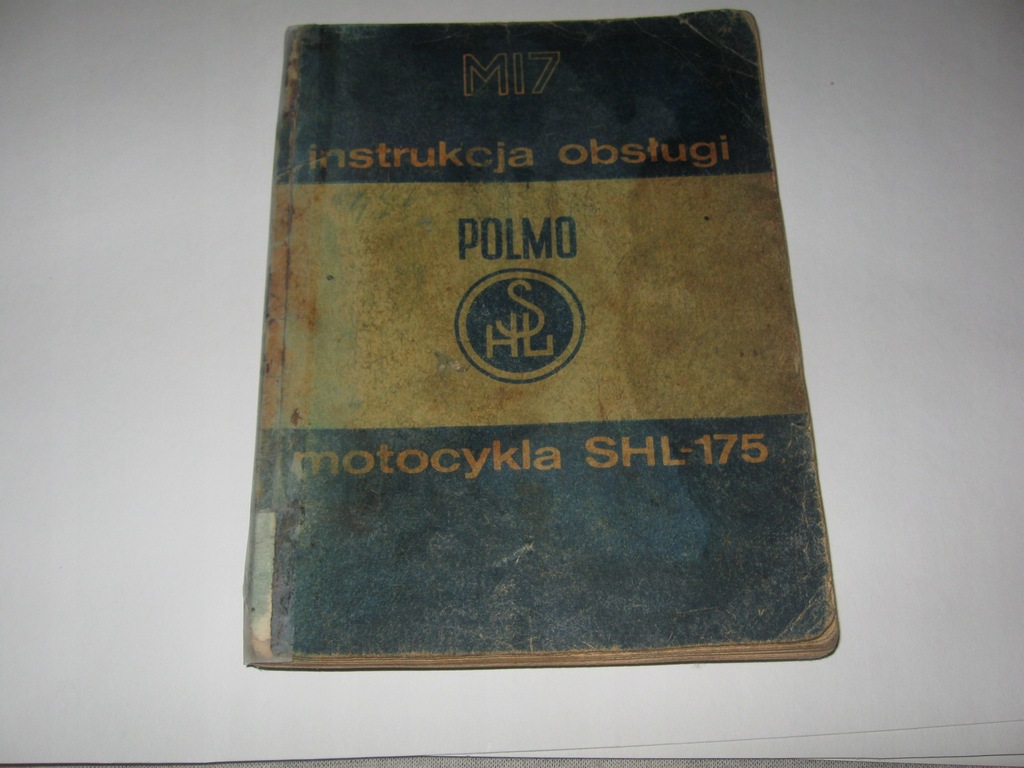 M17
instrukcja obsługi
POLMO
SHL
motocykla SHL-175